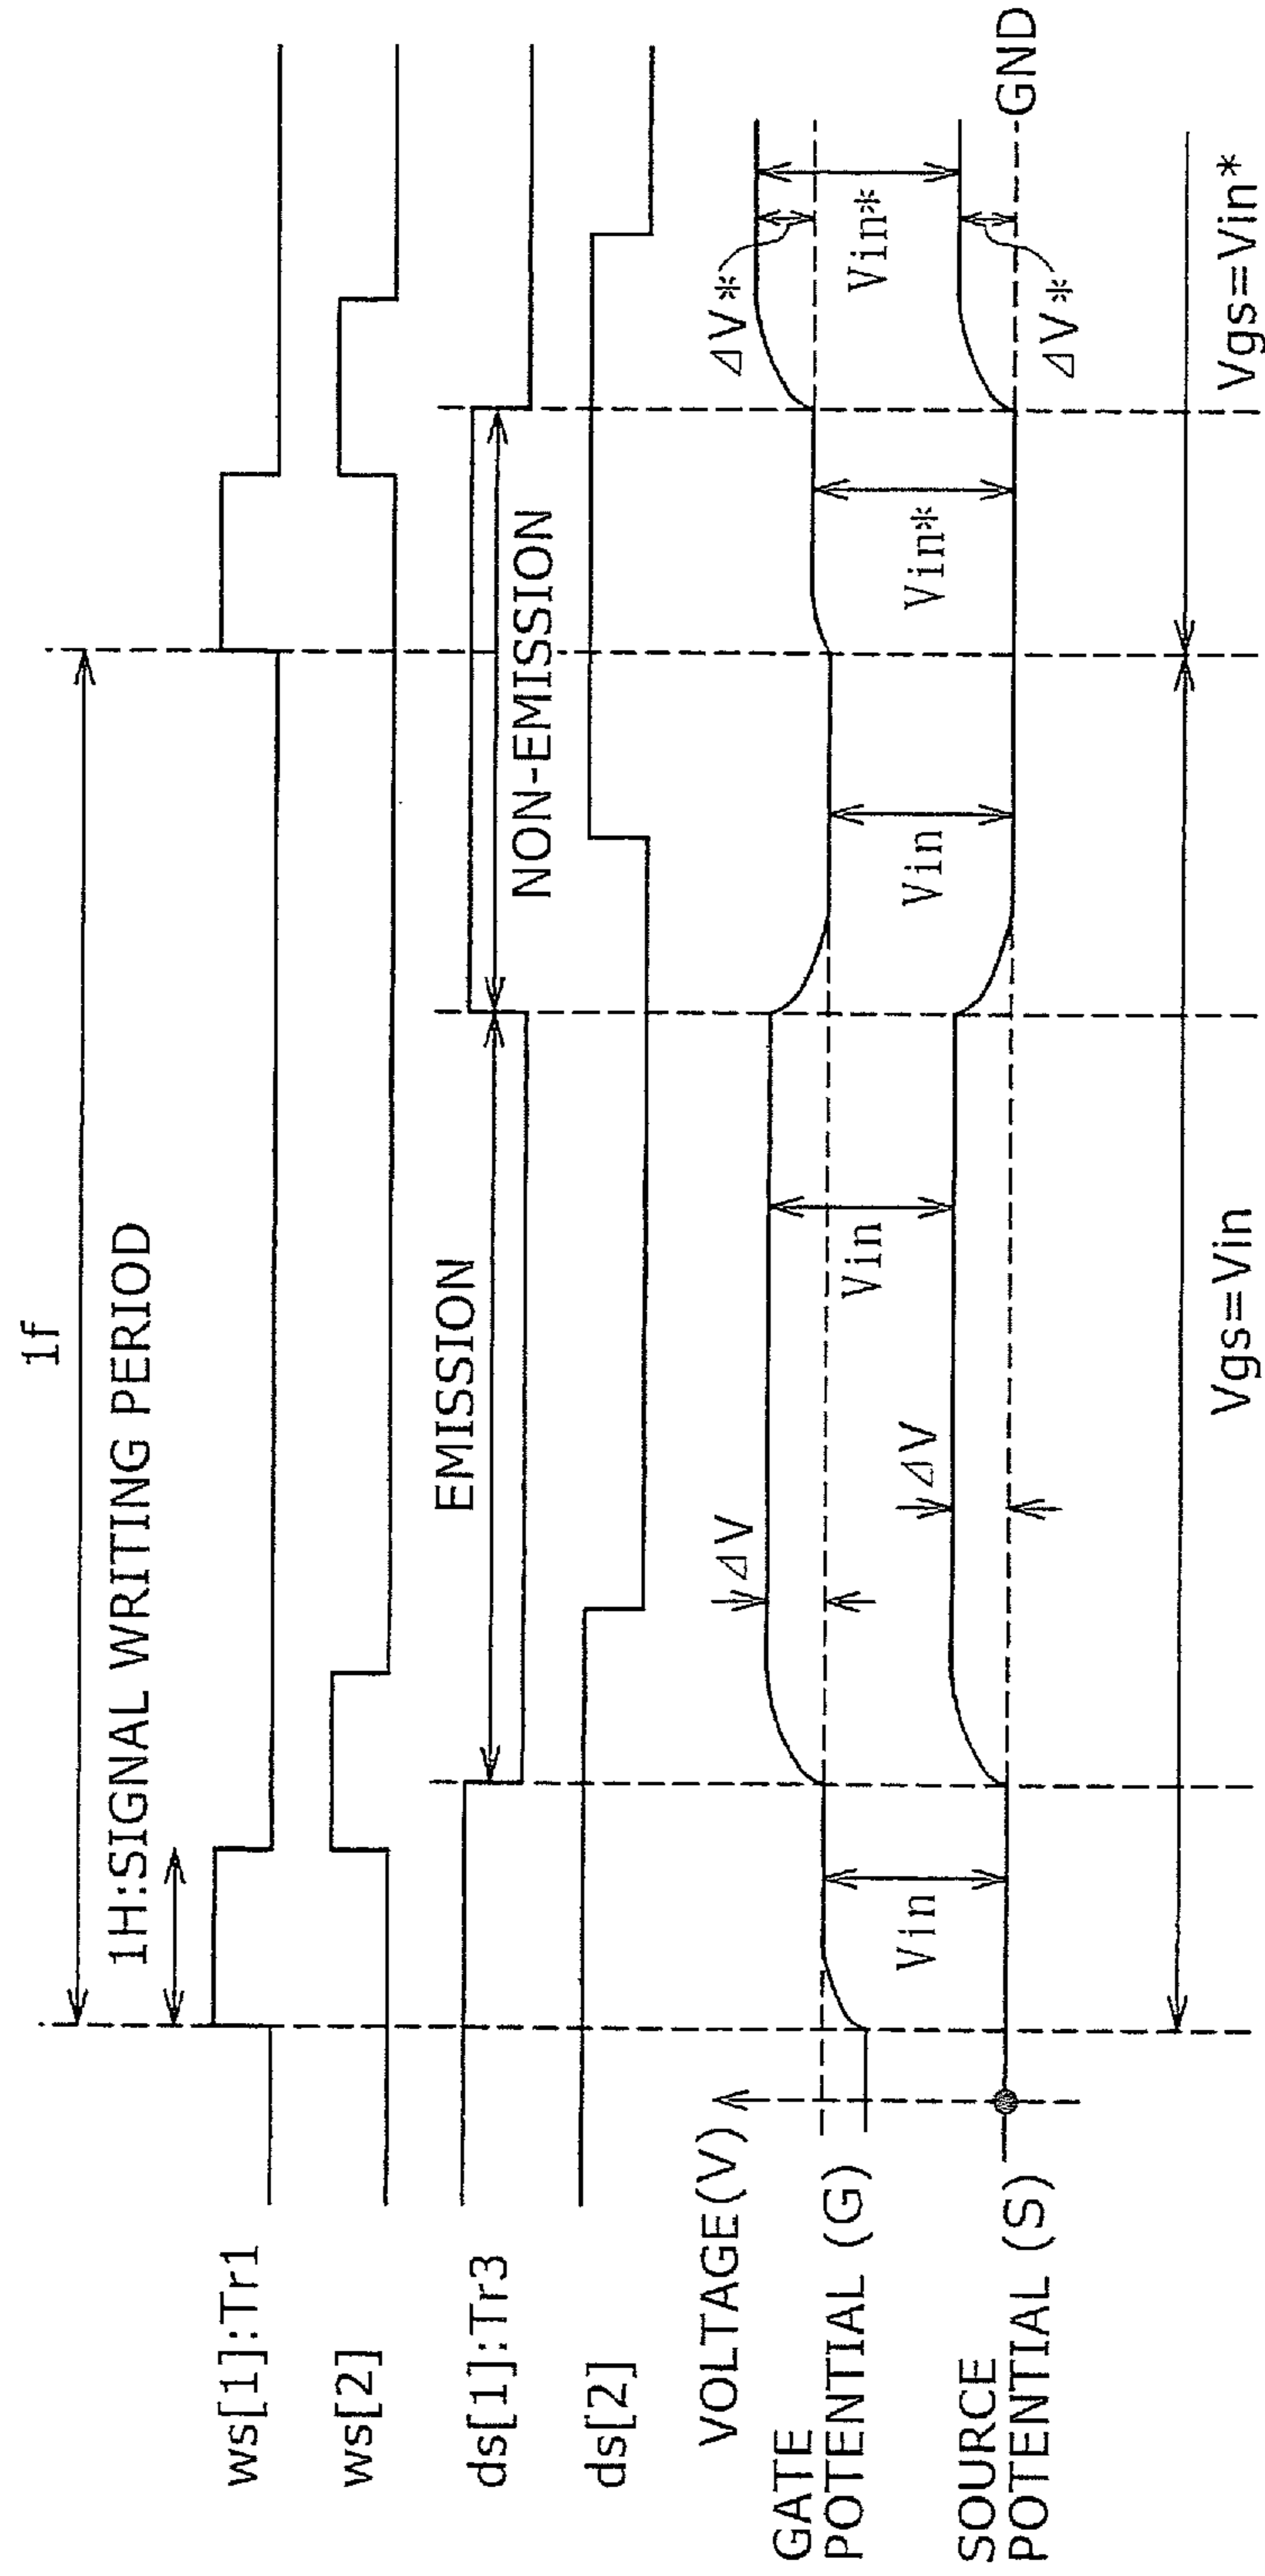 1f
1H:SIGNAL WRITING PERIOD
ws[1]:Tr1
ws[2]
EMISSION
NON-EMISSION
ds[1]:Tr3
ds[2]
VOLTAGE(V)
ΔV
ΔV*
GATE
POTENTIAL (G)
Vin
Vin
Vin
Vin*
Vin*
ΔV
ΔV*
SOURCE
POTENTIAL (S)
GND
Vgs=Vin
Vgs=Vin*